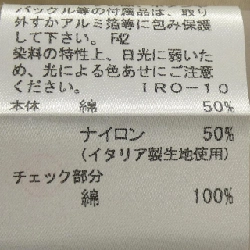 バックル等の付属品は、取り
外すかアルミ箔等に包み保護
して下さい。F42
染料の特性上、日光に弱いた
め、光による色あせにご注意
ください。 IRO-10
本体 綿 50%
ナイロン 50%
(イタリア製生地使用)
チェック部分
綿 100%